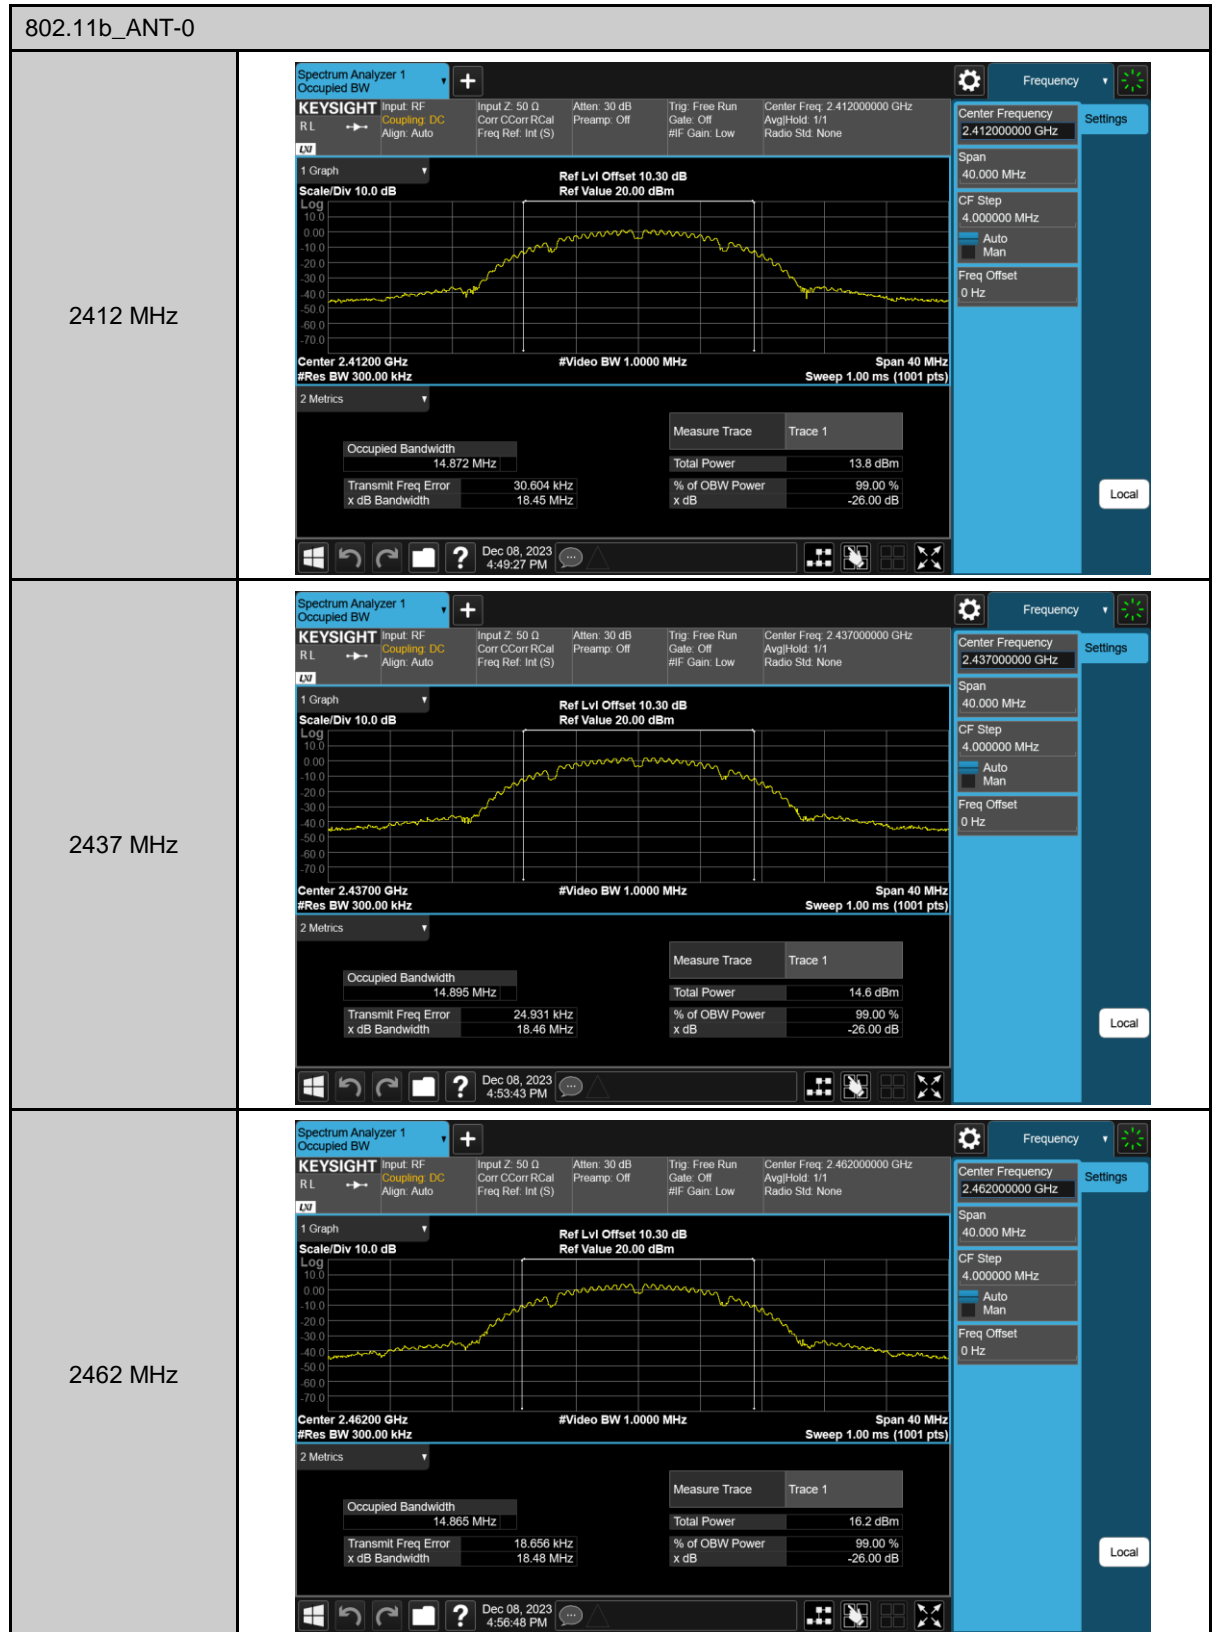 802.11b_ANT-0
2412 MHz
Spectrum Analyzer 1
Occupied BW
Frequency
KEYSIGHT
RL
LXI
Input: RF
Coupling: DC
Align: Auto
Input Z: 50 Ω
Corr CCorr RCal
Freq Ref: Int (S)
Atten: 30 dB
Preamp: Off
Trig: Free Run
Gate: Off
#IF Gain: Low
Center Freq: 2.412000000 GHz
Avg|Hold: 1/1
Radio Std: None
Center Frequency
2.412000000 GHz
Settings
Span
40.000 MHz
CF Step
4.000000 MHz
Auto
Man
Freq Offset
0 Hz
Local
1 Graph
Scale/Div 10.0 dB
Ref Lvl Offset 10.30 dB
Ref Value 20.00 dBm
Log
10.0
0.00
-10.0
-20.0
-30.0
-40.0
-50.0
-60.0
-70.0
Center 2.41200 GHz
#Video BW 1.0000 MHz
Span 40 MHz
#Res BW 300.00 kHz
Sweep 1.00 ms (1001 pts)
2 Metrics
Measure Trace Trace 1
Occupied Bandwidth
14.872 MHz
Total Power 13.8 dBm
Transmit Freq Error 30.604 kHz
% of OBW Power 99.00 %
x dB Bandwidth 18.45 MHz
x dB -26.00 dB
Dec 08, 2023
4:49:27 PM
2437 MHz
Spectrum Analyzer 1
Occupied BW
Frequency
KEYSIGHT
RL
LXI
Input: RF
Coupling: DC
Align: Auto
Input Z: 50 Ω
Corr CCorr RCal
Freq Ref: Int (S)
Atten: 30 dB
Preamp: Off
Trig: Free Run
Gate: Off
#IF Gain: Low
Center Freq: 2.437000000 GHz
Avg|Hold: 1/1
Radio Std: None
Center Frequency
2.437000000 GHz
Settings
Span
40.000 MHz
CF Step
4.000000 MHz
Auto
Man
Freq Offset
0 Hz
Local
1 Graph
Scale/Div 10.0 dB
Ref Lvl Offset 10.30 dB
Ref Value 20.00 dBm
Log
10.0
0.00
-10.0
-20.0
-30.0
-40.0
-50.0
-60.0
-70.0
Center 2.43700 GHz
#Video BW 1.0000 MHz
Span 40 MHz
#Res BW 300.00 kHz
Sweep 1.00 ms (1001 pts)
2 Metrics
Measure Trace Trace 1
Occupied Bandwidth
14.895 MHz
Total Power 14.6 dBm
Transmit Freq Error 24.931 kHz
% of OBW Power 99.00 %
x dB Bandwidth 18.46 MHz
x dB -26.00 dB
Dec 08, 2023
4:53:43 PM
2462 MHz
Spectrum Analyzer 1
Occupied BW
Frequency
KEYSIGHT
RL
LXI
Input: RF
Coupling: DC
Align: Auto
Input Z: 50 Ω
Corr CCorr RCal
Freq Ref: Int (S)
Atten: 30 dB
Preamp: Off
Trig: Free Run
Gate: Off
#IF Gain: Low
Center Freq: 2.462000000 GHz
Avg|Hold: 1/1
Radio Std: None
Center Frequency
2.462000000 GHz
Settings
Span
40.000 MHz
CF Step
4.000000 MHz
Auto
Man
Freq Offset
0 Hz
Local
1 Graph
Scale/Div 10.0 dB
Ref Lvl Offset 10.30 dB
Ref Value 20.00 dBm
Log
10.0
0.00
-10.0
-20.0
-30.0
-40.0
-50.0
-60.0
-70.0
Center 2.46200 GHz
#Video BW 1.0000 MHz
Span 40 MHz
#Res BW 300.00 kHz
Sweep 1.00 ms (1001 pts)
2 Metrics
Measure Trace Trace 1
Occupied Bandwidth
14.865 MHz
Total Power 16.2 dBm
Transmit Freq Error 18.656 kHz
% of OBW Power 99.00 %
x dB Bandwidth 18.48 MHz
x dB -26.00 dB
Dec 08, 2023
4:56:48 PM